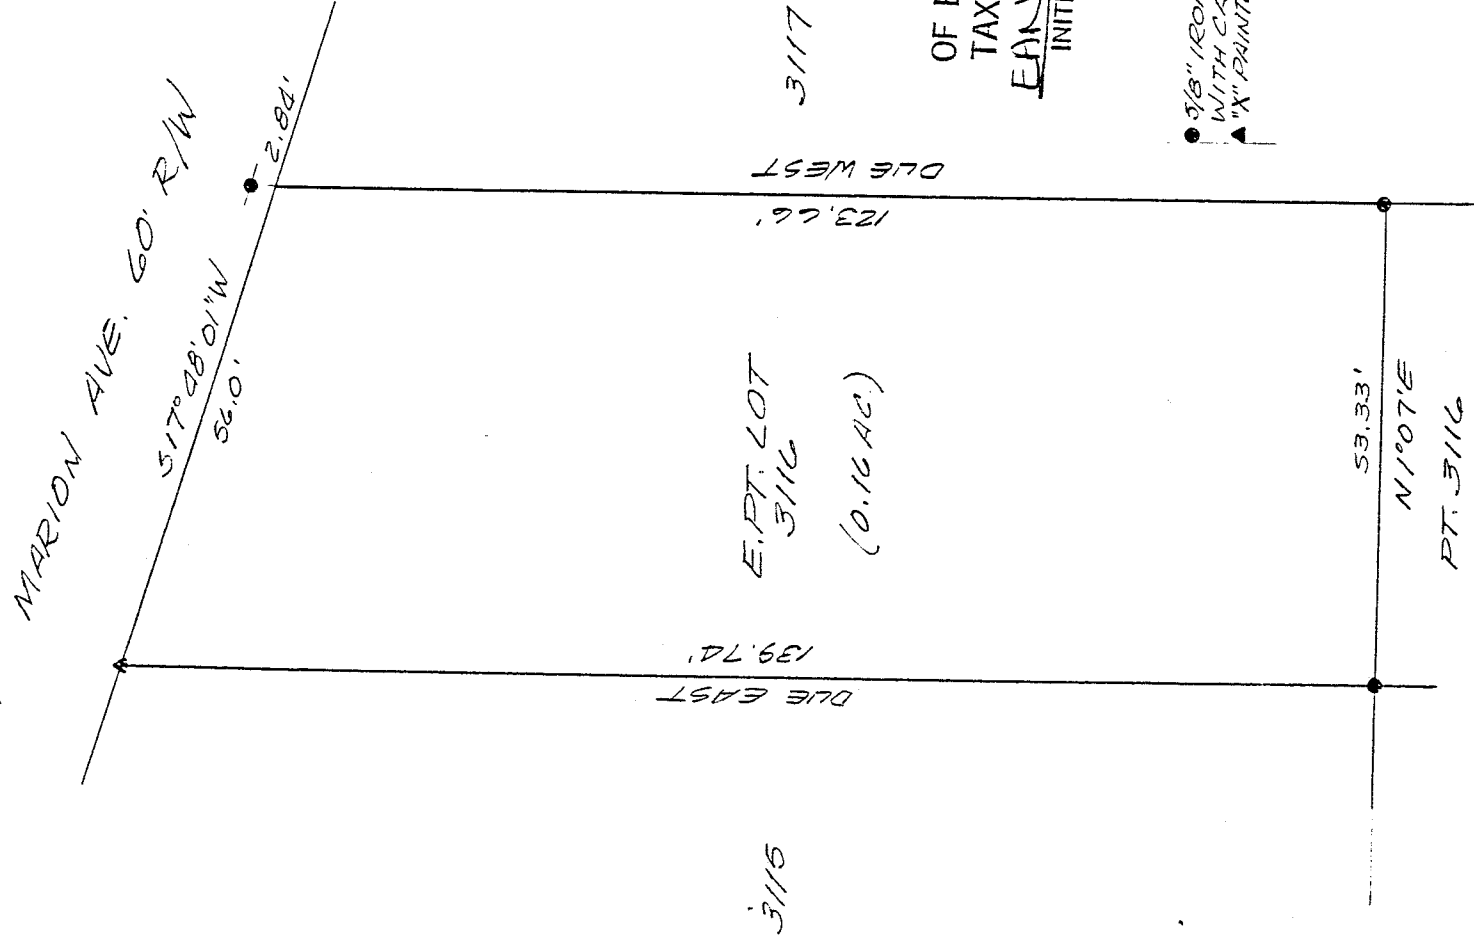 MARION AVE. 60' R/W
S17°48'01"W
56.0'
2.84'
3117
DUE WEST
123.66'
E. PT. LOT
3116
(0.16 AC.)
139.74'
DUE EAST
53.33'
N1°07'E
PT. 3116
3115
OF
TAX
INIT
5/8" IRON
WITH CA
"X" PAINT